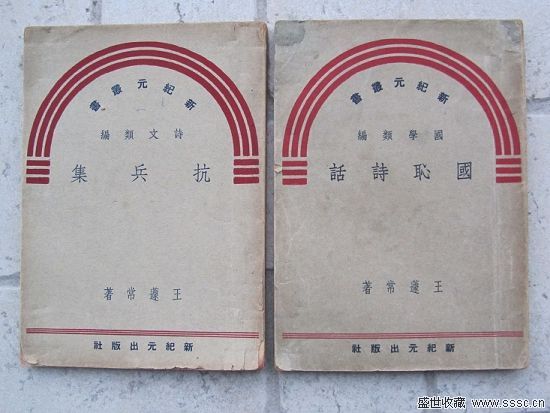 新紀元叢書
詩文類編
抗兵集
王蘧常著
新紀元出版社
新紀元叢書
國學類編
國恥詩話
王蘧常著
新紀元出版社
盛世收藏 www.sssc.cn